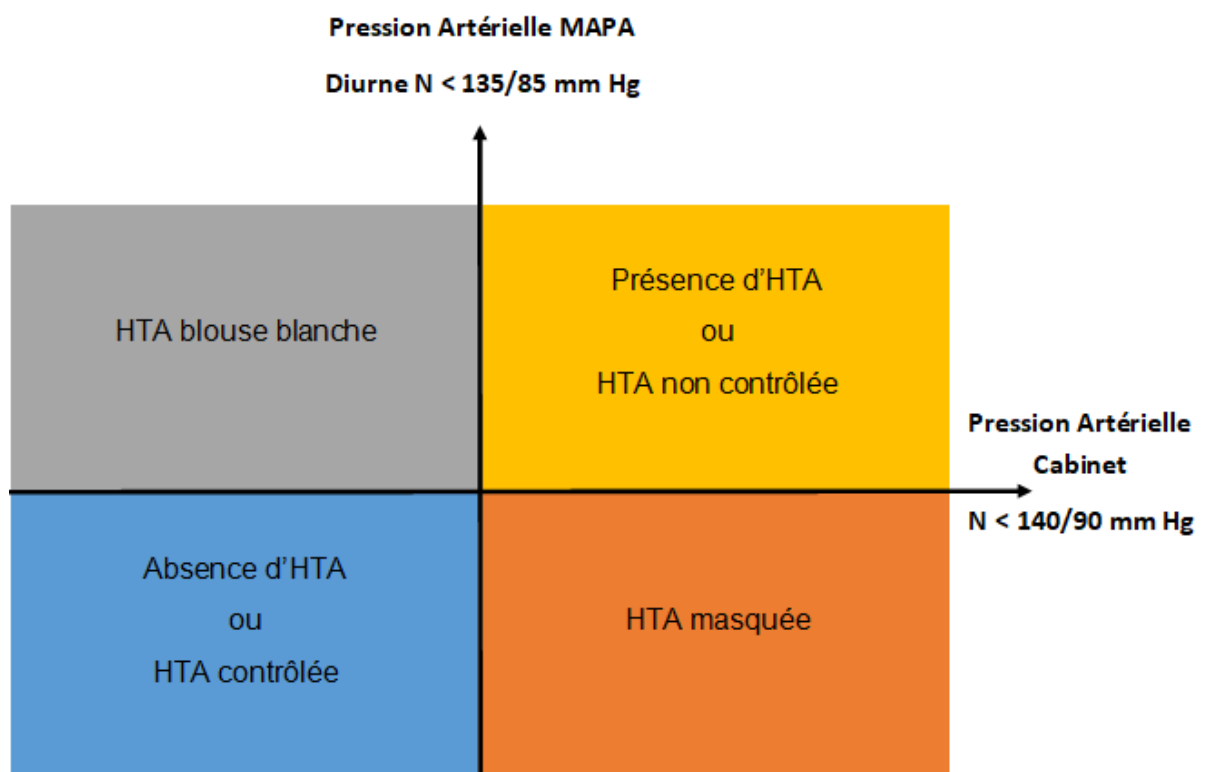 Pression Artérielle MAPA
Diurne N < 135/85 mm Hg
HTA blouse blanche
Présence d’HTA
ou
HTA non contrôlée
Pression Artérielle
Cabinet
N < 140/90 mm Hg
Absence d’HTA
ou
HTA contrôlée
HTA masquée